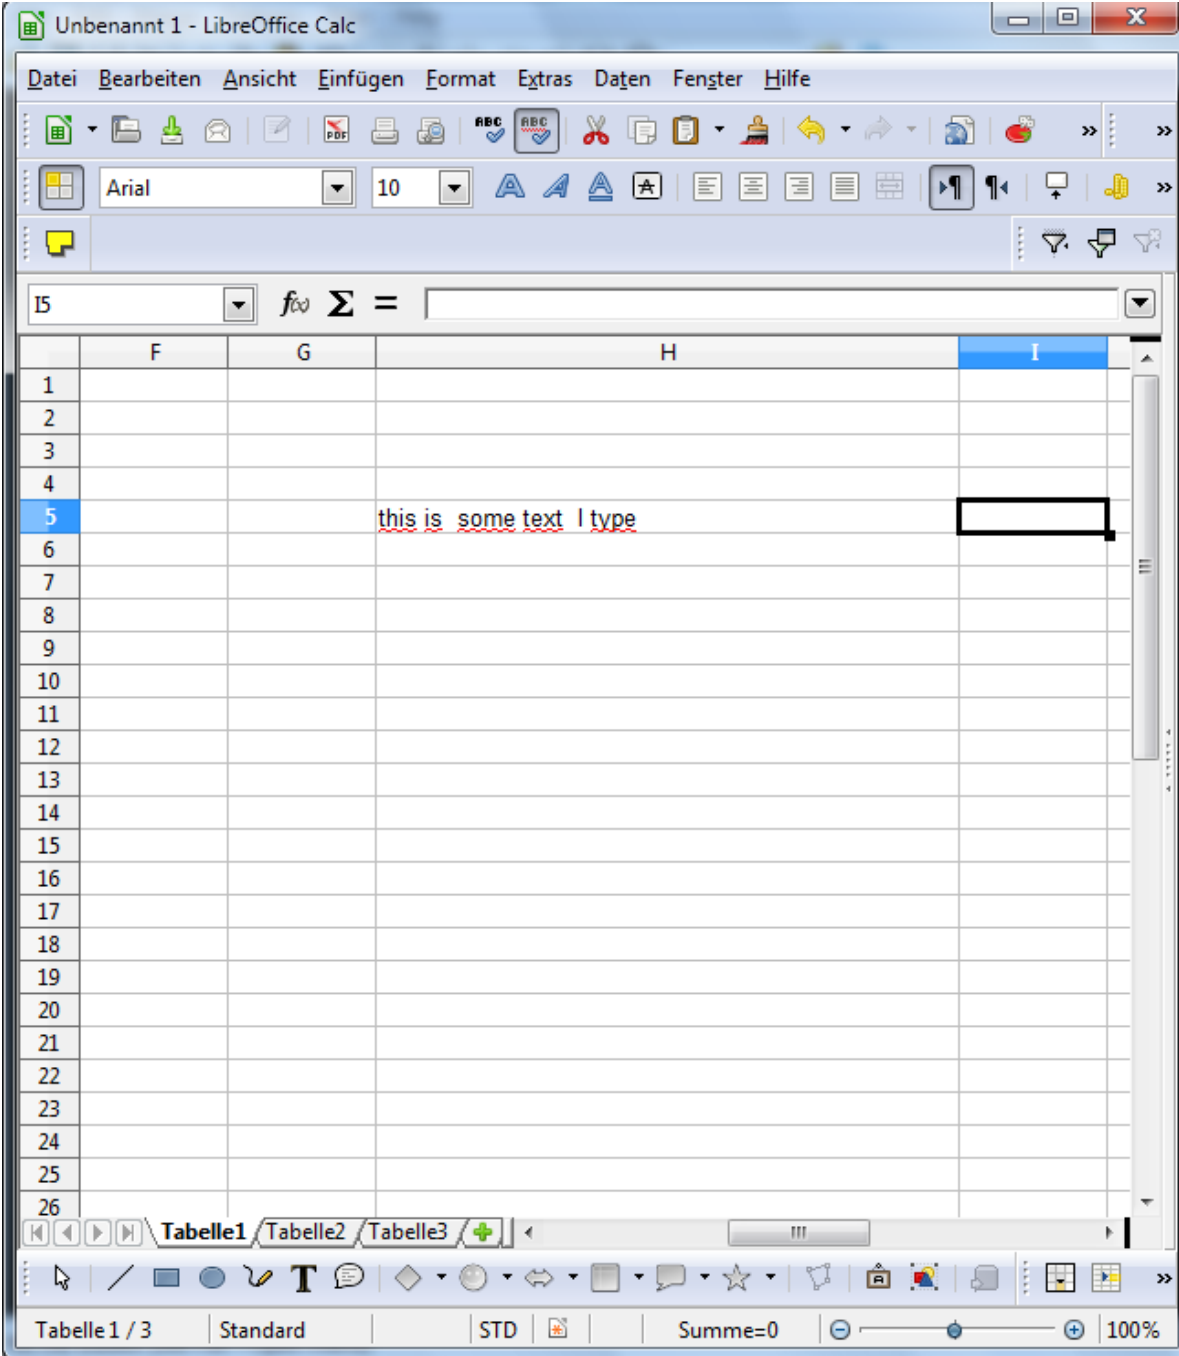 Unbenannt 1 - LibreOffice Calc
Datei Bearbeiten Ansicht Einfügen Format Extras Daten Fenster Hilfe
PDF ABC ABC
Arial 10
I5 f(x) Σ =
F G H I
1
2
3
4
5 this is  some text  I type
6
7
8
9
10
11
12
13
14
15
16
17
18
19
20
21
22
23
24
25
26
Tabelle1 Tabelle2 Tabelle3
Tabelle 1 / 3 Standard STD Summe=0 100%